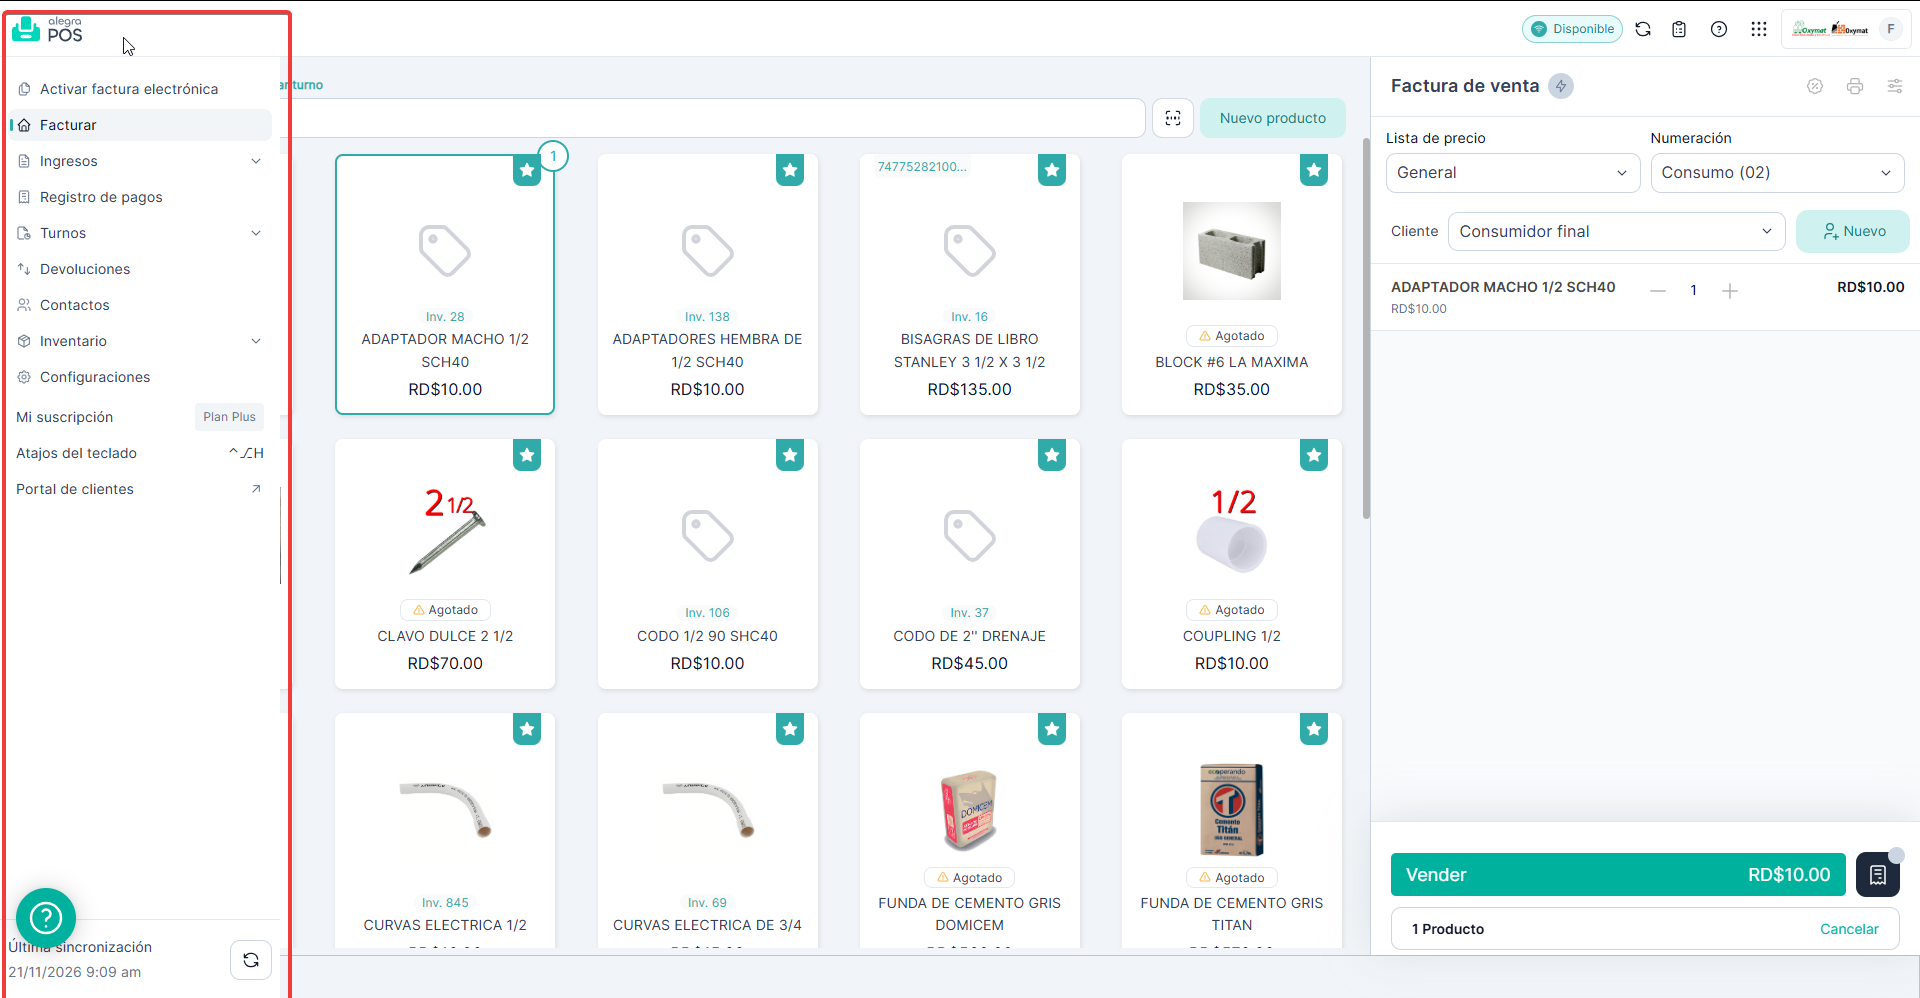 alegra
POS
Disponible
Oxymat
Oxymat
F
Activar factura electrónica
Facturar
Ingresos
Registro de pagos
Turnos
Devoluciones
Contactos
Inventario
Configuraciones
Mi suscripción
Plan Plus
Atajos del teclado
^⌥H
Portal de clientes
Última sincronización
21/11/2026 9:09 am
turno
Nuevo producto
1
Inv. 28
ADAPTADOR MACHO 1/2
SCH40
RD$10.00
Inv. 138
ADAPTADORES HEMBRA DE
1/2 SCH40
RD$10.00
74775282100...
Inv. 16
BISAGRAS DE LIBRO
STANLEY 3 1/2 X 3 1/2
RD$135.00
Agotado
BLOCK #6 LA MAXIMA
RD$35.00
2 1/2
Agotado
CLAVO DULCE 2 1/2
RD$70.00
Inv. 106
CODO 1/2 90 SHC40
RD$10.00
Inv. 37
CODO DE 2'' DRENAJE
RD$45.00
1/2
Agotado
COUPLING 1/2
RD$10.00
Inv. 845
CURVAS ELECTRICA 1/2
Inv. 69
CURVAS ELECTRICA DE 3/4
DOMICEM
Agotado
FUNDA DE CEMENTO GRIS
DOMICEM
ecoperando
Cemento
Titán
USO GENERAL
Agotado
FUNDA DE CEMENTO GRIS
TITAN
Factura de venta
Lista de precio
General
Numeración
Consumo (02)
Cliente
Consumidor final
Nuevo
ADAPTADOR MACHO 1/2 SCH40
1
RD$10.00
RD$10.00
Vender
RD$10.00
1 Producto
Cancelar